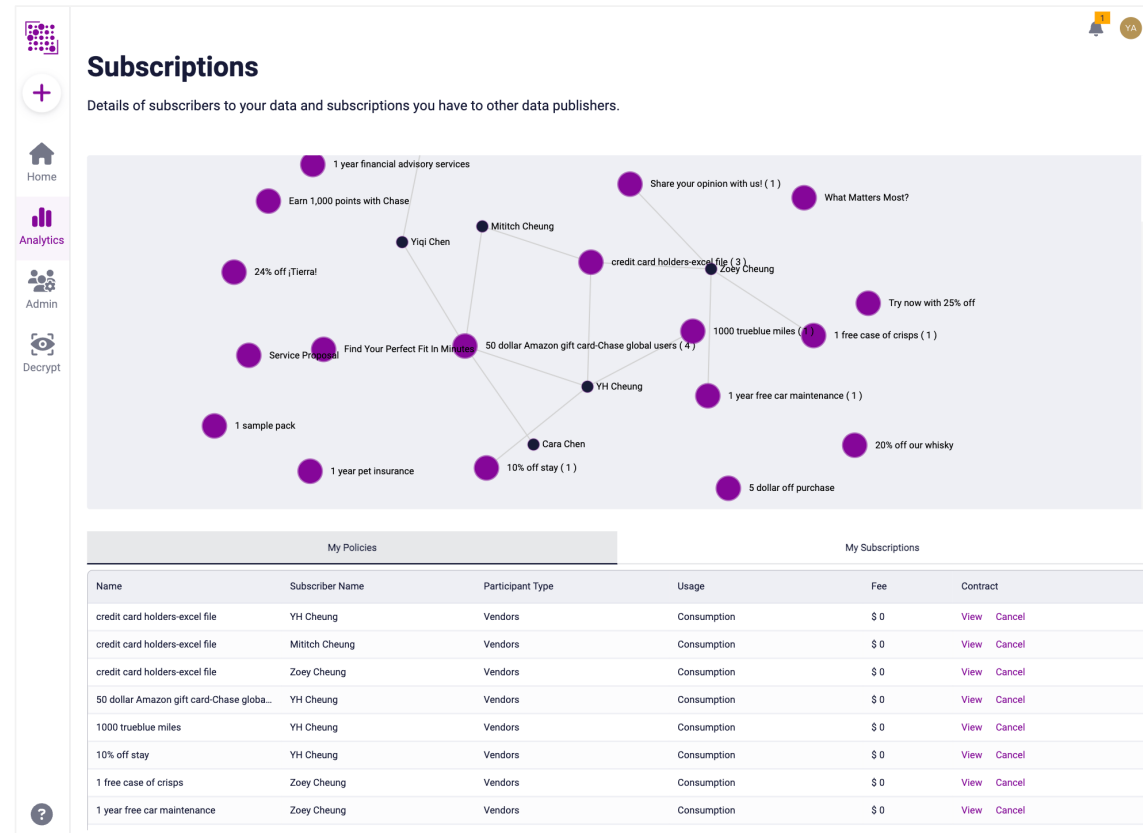 1
YA
Subscriptions
Details of subscribers to your data and subscriptions you have to other data publishers.
Home
Analytics
Admin
Decrypt
?
1 year financial advisory services
Share your opinion with us! ( 1 )
What Matters Most?
Earn 1,000 points with Chase
Mititch Cheung
Yiqi Chen
credit card holders-excel file ( 3 )
Zoey Cheung
24% off ¡Tierra!
Try now with 25% off
1000 trueblue miles ( 1 )
1 free case of crisps ( 1 )
Service Proposal
Find Your Perfect Fit In Minutes
50 dollar Amazon gift card-Chase global users ( 4 )
YH Cheung
1 year free car maintenance ( 1 )
1 sample pack
Cara Chen
20% off our whisky
1 year pet insurance
10% off stay ( 1 )
5 dollar off purchase
My Policies My Subscriptions
Name Subscriber Name Participant Type Usage Fee Contract
credit card holders-excel file YH Cheung Vendors Consumption $ 0 View Cancel
credit card holders-excel file Mititch Cheung Vendors Consumption $ 0 View Cancel
credit card holders-excel file Zoey Cheung Vendors Consumption $ 0 View Cancel
50 dollar Amazon gift card-Chase globa... YH Cheung Vendors Consumption $ 0 View Cancel
1000 trueblue miles YH Cheung Vendors Consumption $ 0 View Cancel
10% off stay YH Cheung Vendors Consumption $ 0 View Cancel
1 free case of crisps Zoey Cheung Vendors Consumption $ 0 View Cancel
1 year free car maintenance Zoey Cheung Vendors Consumption $ 0 View Cancel